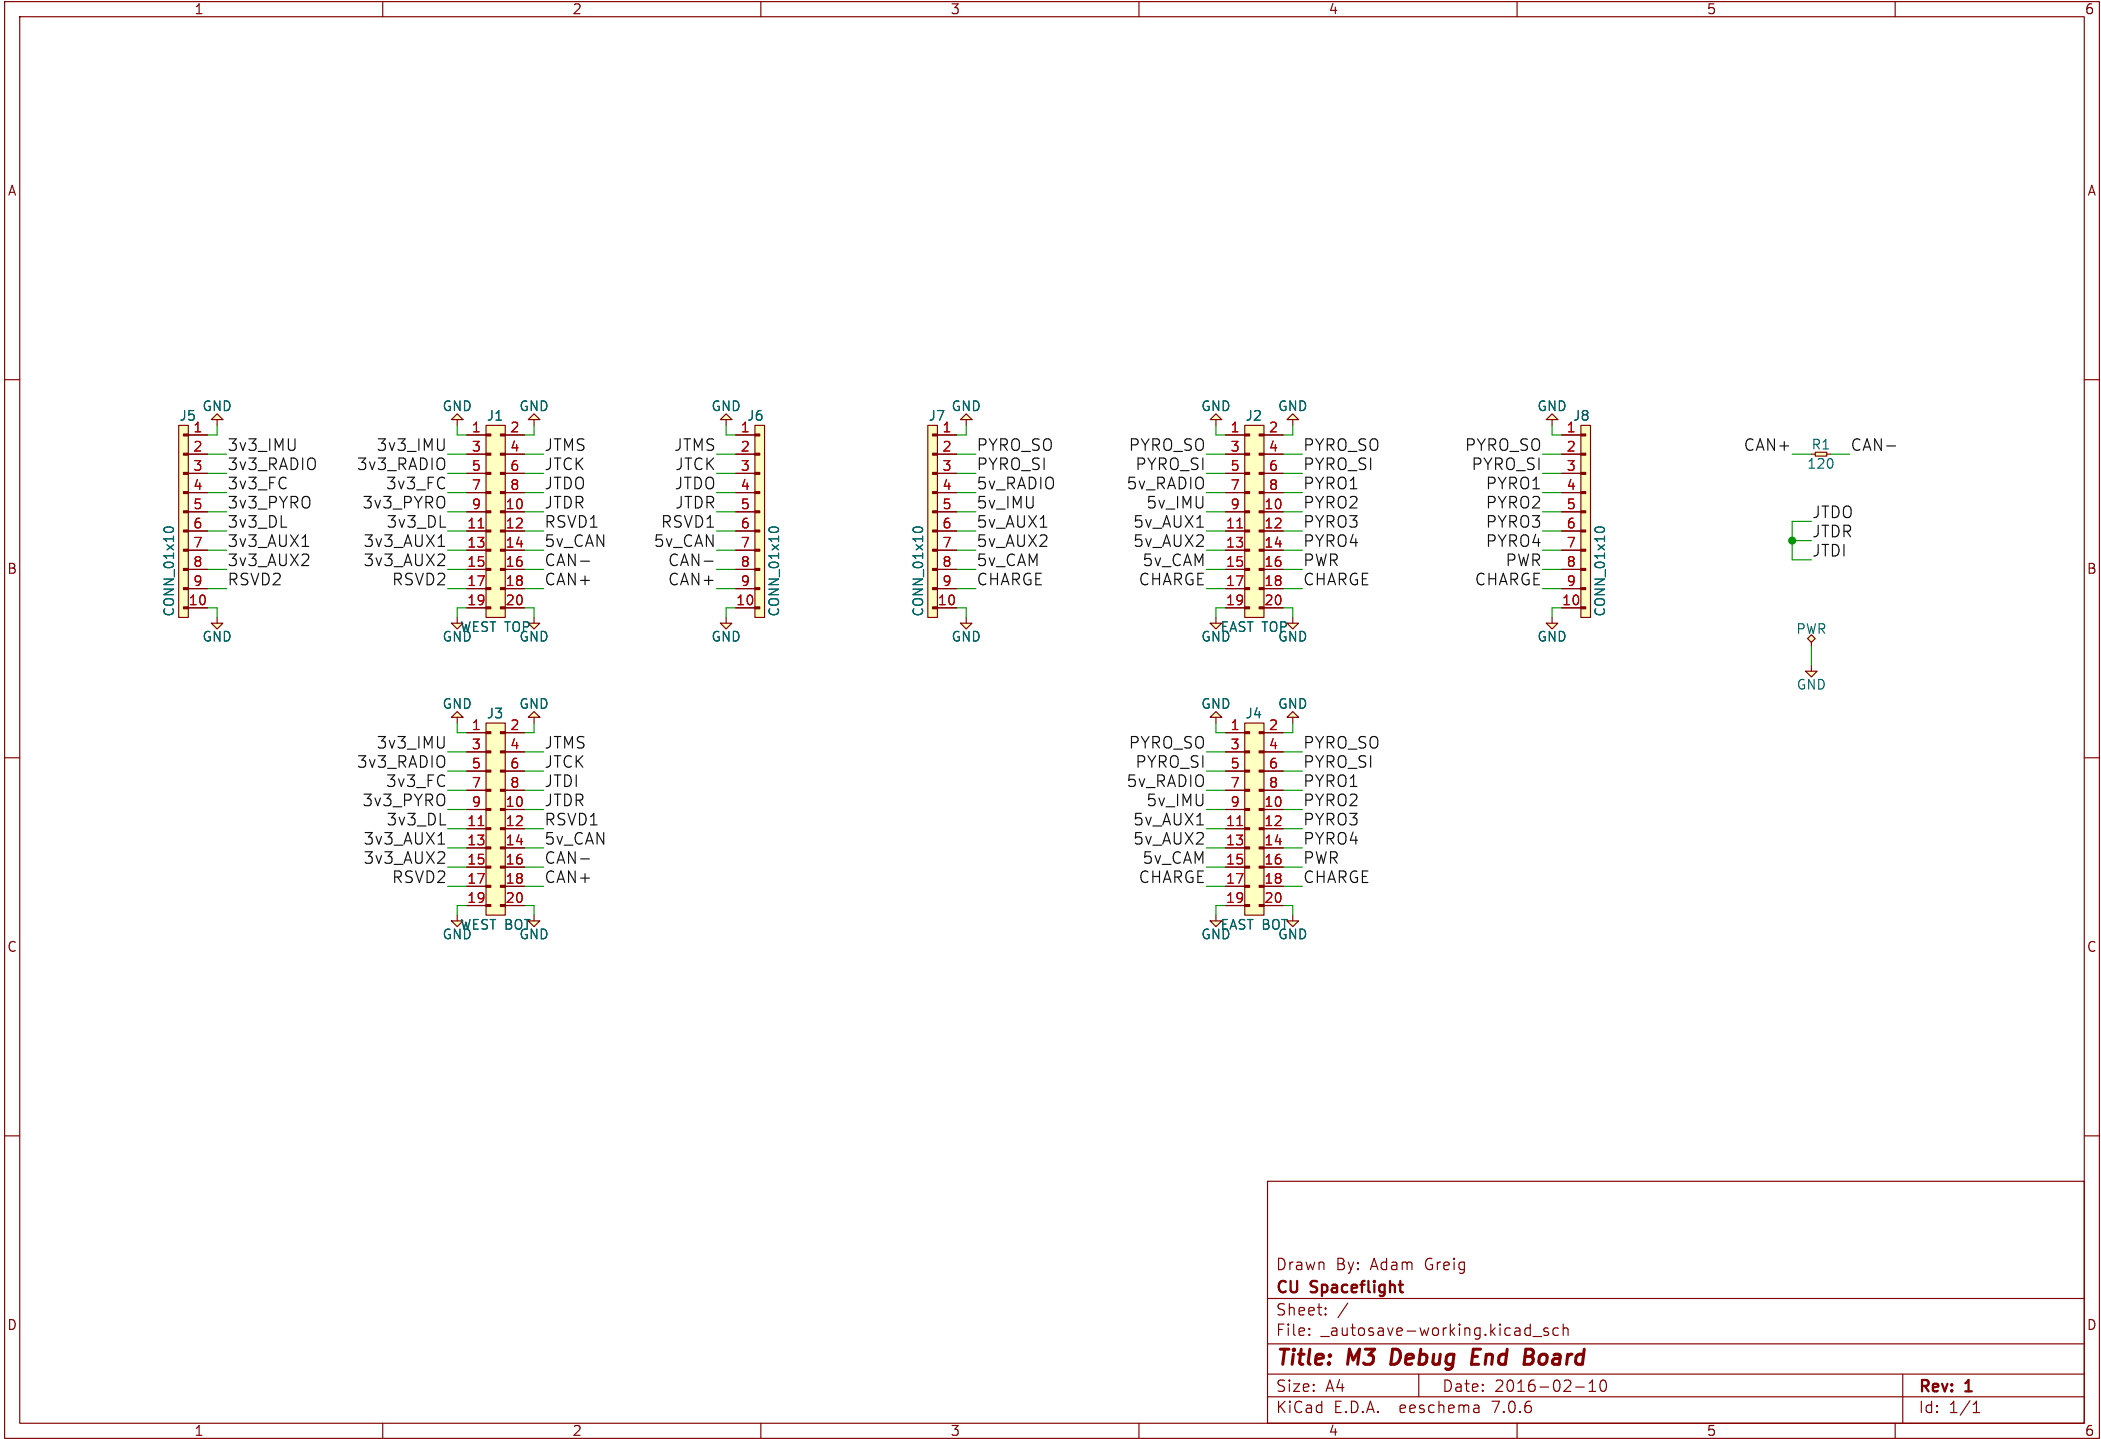 1 2 3 4 5 6
A A
B B
C C
D D
J5
GND
1
2 3v3_IMU
3 3v3_RADIO
4 3v3_FC
5 3v3_PYRO
6 3v3_DL
7 3v3_AUX1
8 3v3_AUX2
9 RSVD2
10
GND
CONN_01x10
GND J1 GND
1 2
3v3_IMU 3 4 JTMS
3v3_RADIO 5 6 JTCK
3v3_FC 7 8 JTDO
3v3_PYRO 9 10 JTDR
3v3_DL 11 12 RSVD1
3v3_AUX1 13 14 5v_CAN
3v3_AUX2 15 16 CAN-
RSVD2 17 18 CAN+
19 20
WEST TOP
GND GND
GND J6
1
JTMS 2
JTCK 3
JTDO 4
JTDR 5
RSVD1 6
5v_CAN 7
CAN- 8
CAN+ 9
10
GND
CONN_01x10
J7 GND
1
2 PYRO_SO
3 PYRO_SI
4 5v_RADIO
5 5v_IMU
6 5v_AUX1
7 5v_AUX2
8 5v_CAM
9 CHARGE
10
GND
CONN_01x10
GND J2 GND
1 2
PYRO_SO 3 4 PYRO_SO
PYRO_SI 5 6 PYRO_SI
5v_RADIO 7 8 PYRO1
5v_IMU 9 10 PYRO2
5v_AUX1 11 12 PYRO3
5v_AUX2 13 14 PYRO4
5v_CAM 15 16 PWR
CHARGE 17 18 CHARGE
19 20
EAST TOP
GND GND
GND J8
1
PYRO_SO 2
PYRO_SI 3
PYRO1 4
PYRO2 5
PYRO3 6
PYRO4 7
PWR 8
CHARGE 9
10
GND
CONN_01x10
CAN+ R1 CAN-
120
JTDO
JTDR
JTDI
PWR
GND
GND J3 GND
1 2
3v3_IMU 3 4 JTMS
3v3_RADIO 5 6 JTCK
3v3_FC 7 8 JTDI
3v3_PYRO 9 10 JTDR
3v3_DL 11 12 RSVD1
3v3_AUX1 13 14 5v_CAN
3v3_AUX2 15 16 CAN-
RSVD2 17 18 CAN+
19 20
WEST BOT
GND GND
GND J4 GND
1 2
PYRO_SO 3 4 PYRO_SO
PYRO_SI 5 6 PYRO_SI
5v_RADIO 7 8 PYRO1
5v_IMU 9 10 PYRO2
5v_AUX1 11 12 PYRO3
5v_AUX2 13 14 PYRO4
5v_CAM 15 16 PWR
CHARGE 17 18 CHARGE
19 20
EAST BOT
GND GND
Drawn By: Adam Greig
CU Spaceflight
Sheet: /
File: _autosave-working.kicad_sch
Title: M3 Debug End Board
Size: A4 Date: 2016-02-10 Rev: 1
KiCad E.D.A. eeschema 7.0.6 Id: 1/1
1 2 3 4 5 6